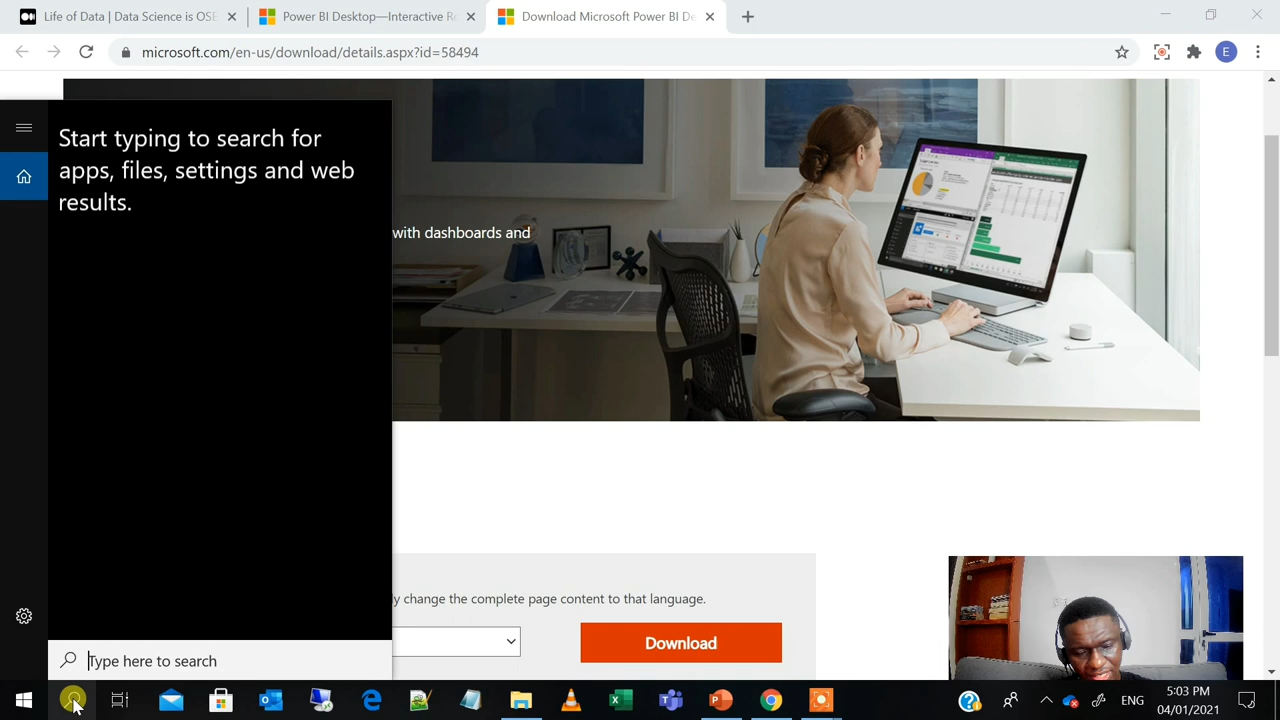 Life of Data | Data Science is OSE
Power BI Desktop—Interactive Re
Download Microsoft Power BI De
microsoft.com/en-us/download/details.aspx?id=58494
E
Start typing to search for
apps, files, settings and web
results.
with dashboards and
y change the complete page content to that language.
Download
Type here to search
ENG
5:03 PM
04/01/2021